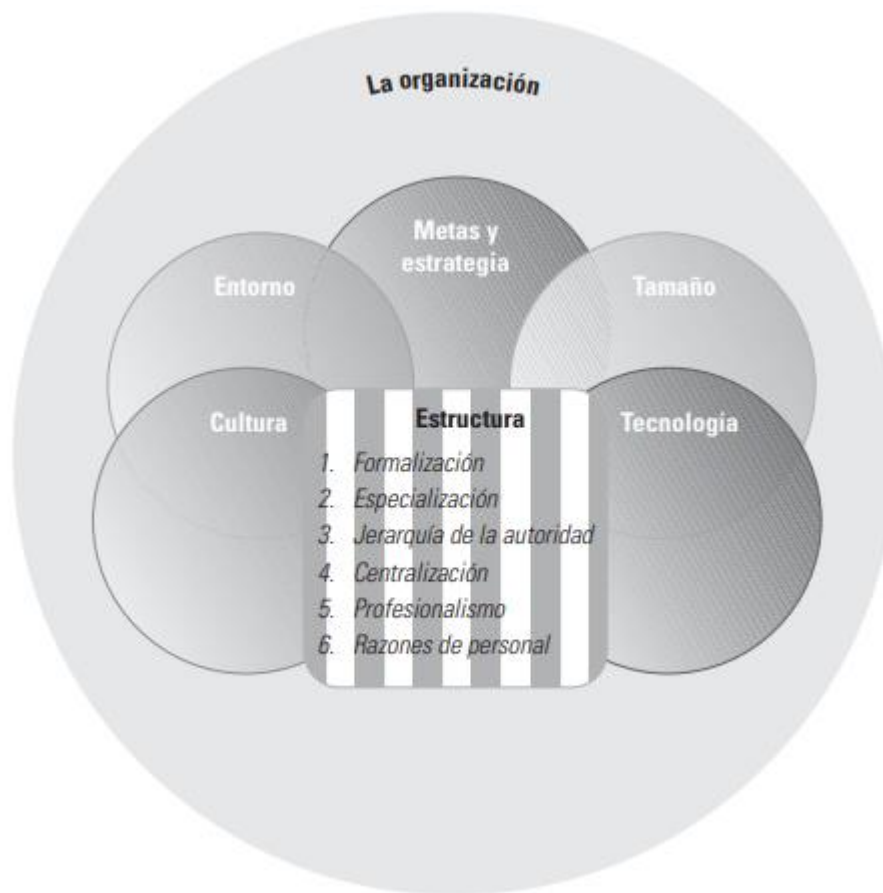 La organización
Metas y
estrategia
Entorno
Tamaño
Cultura
Estructura
Tecnología
1. Formalización
2. Especialización
3. Jerarquía de la autoridad
4. Centralización
5. Profesionalismo
6. Razones de personal